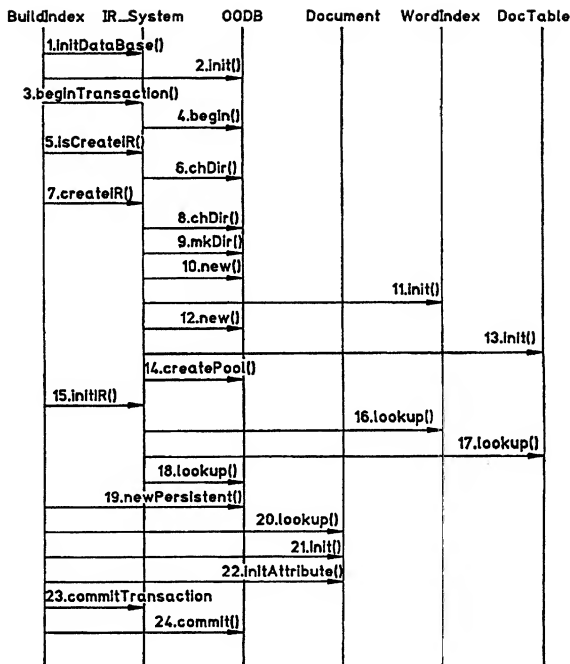 BuildIndex IR_System OODB Document WordIndex DocTable
1.initDataBase()
2.init()
3.beginTransaction()
4.begin()
5.isCreateIR()
6.chDir()
7.createIR()
8.chDir()
9.mkDir()
10.new()
11.init()
12.new()
13.init()
14.createPool()
15.initIR()
16.lookup()
17.lookup()
18.lookup()
19.newPersistent()
20.lookup()
21.init()
22.initAttribute()
23.commitTransaction
24.commit()